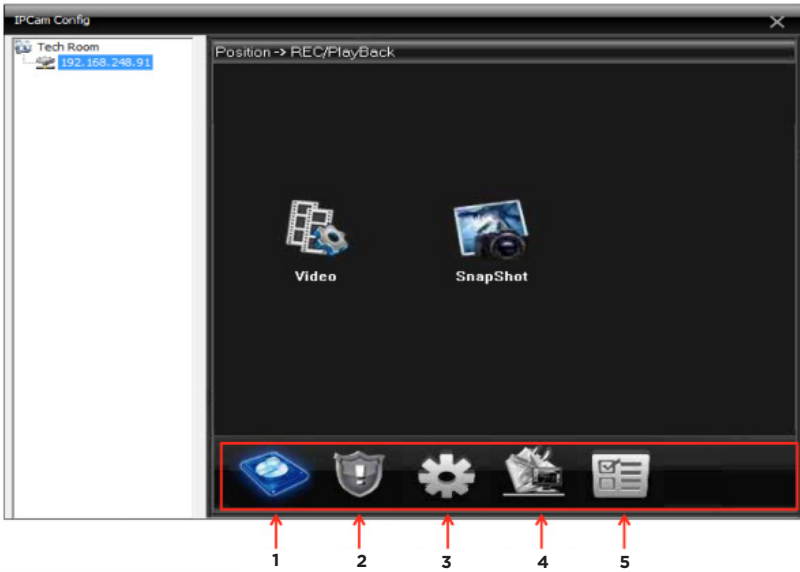 IPCam Config
Tech Room
192.168.248.91
Position -> REC/PlayBack
Video
SnapShot
1
2
3
4
5